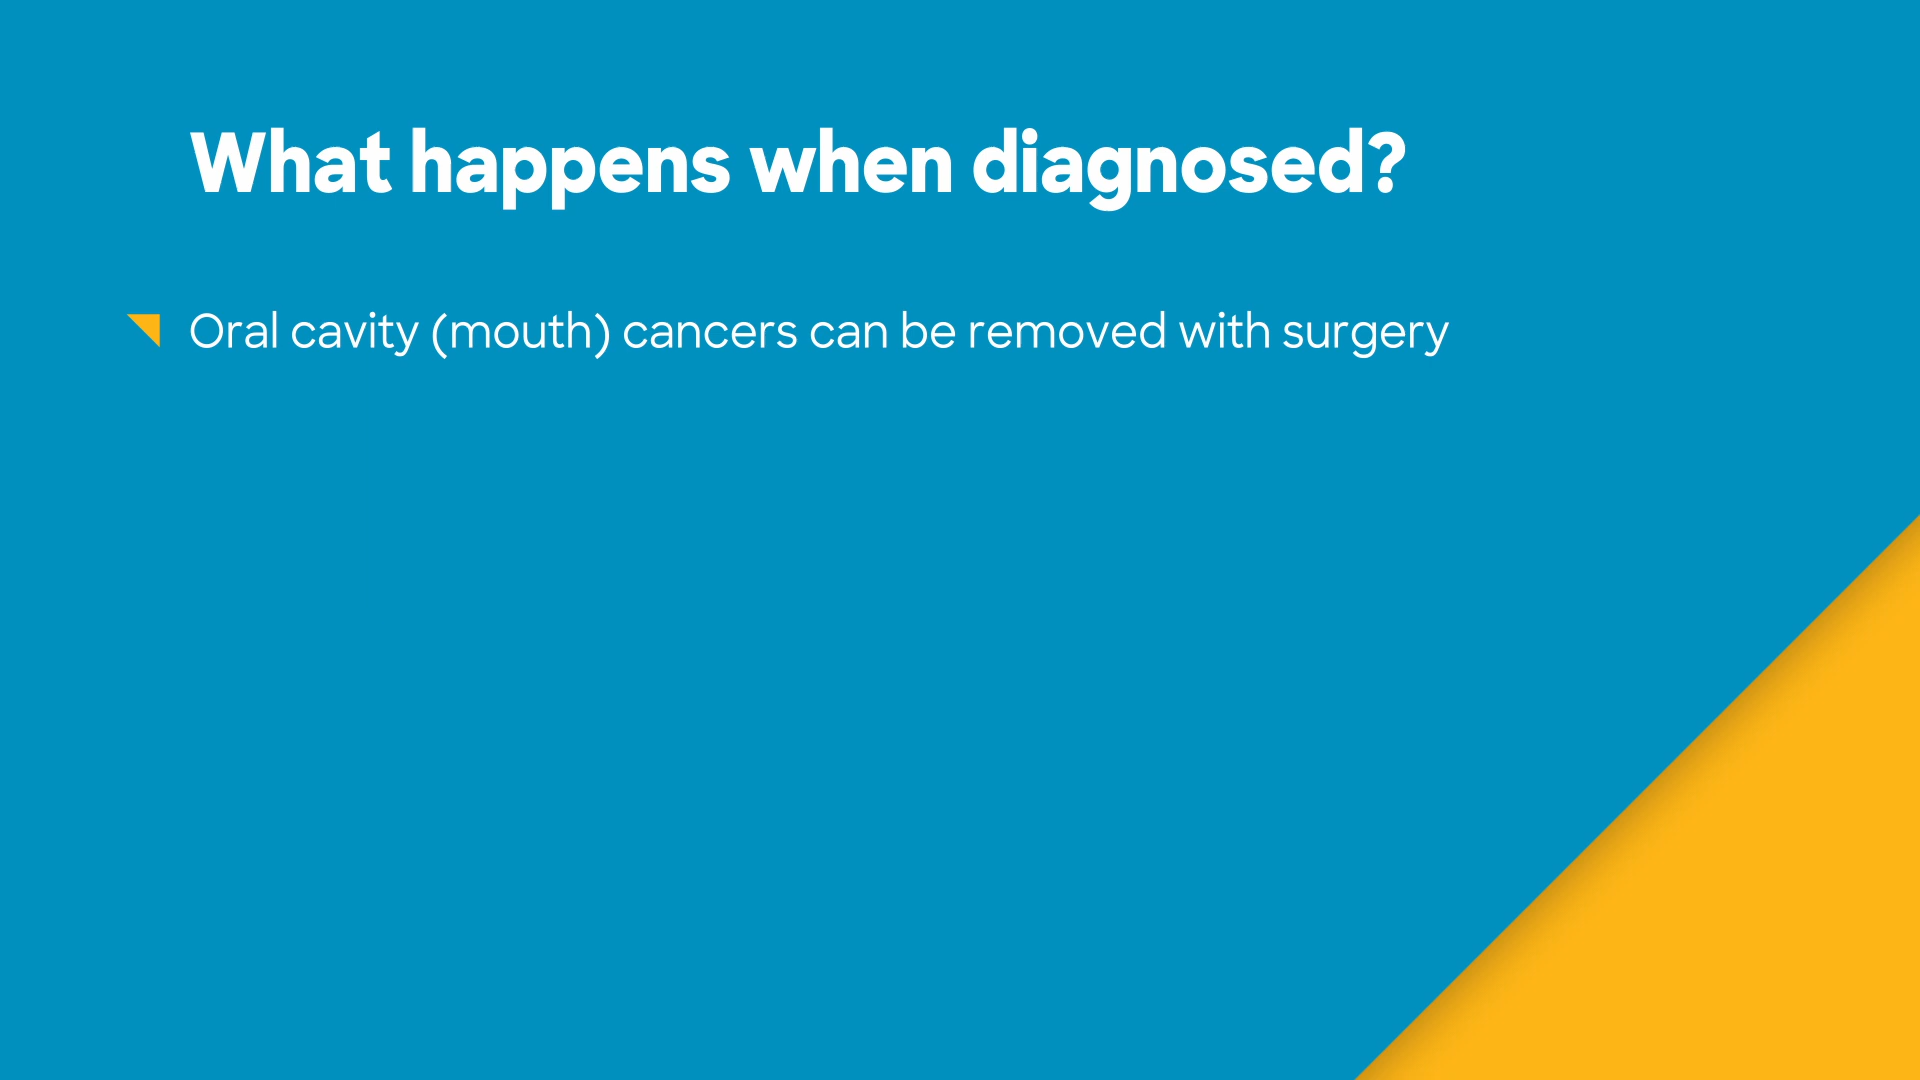 What happens when diagnosed?
Oral cavity (mouth) cancers can be removed with surgery